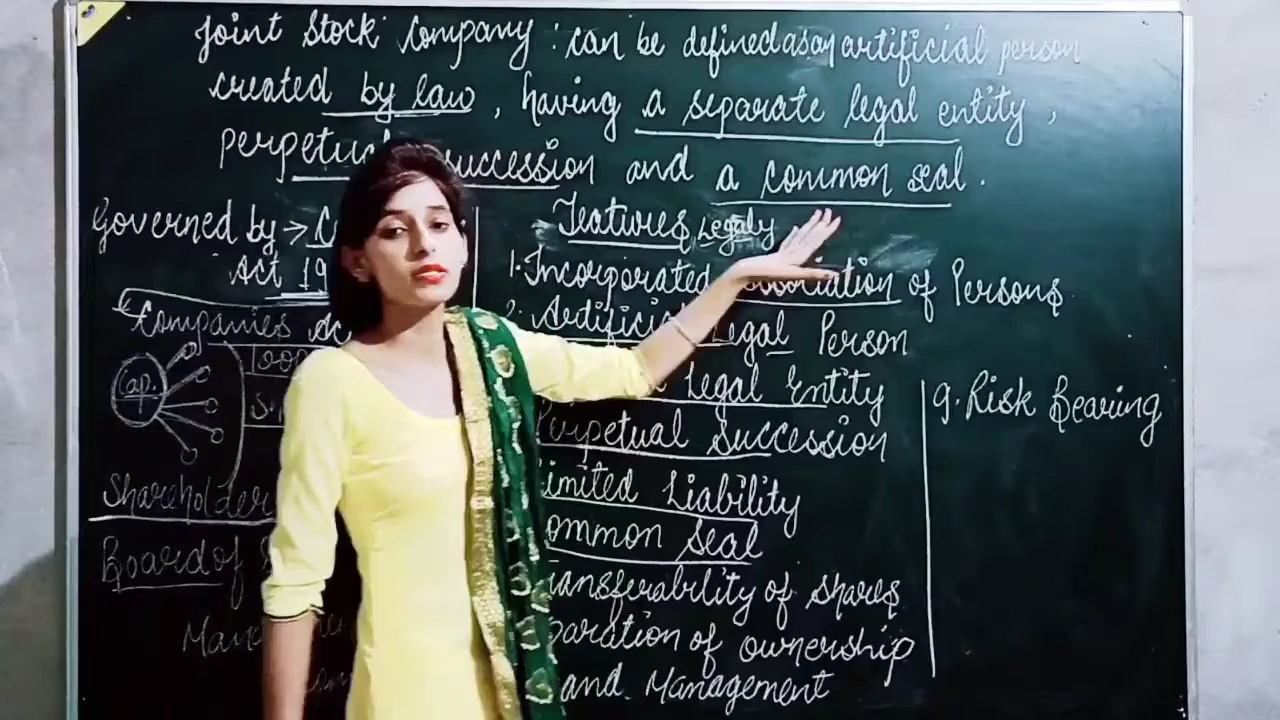 Joint Stock Company : can be defined as an artificial person
created by law , having a separate legal entity ,
perpetual succession and a common seal .
Governed by →
Act 19
Companies
Cap.
Shareholder
Board of
Features Legaly
1. Incorporated Association of Persons
2. Artificial Legal Person
Legal Entity
Perpetual Succession
Limited Liability
Common Seal
Transferability of Shares
paration of ownership
and Management
9. Risk Bearing